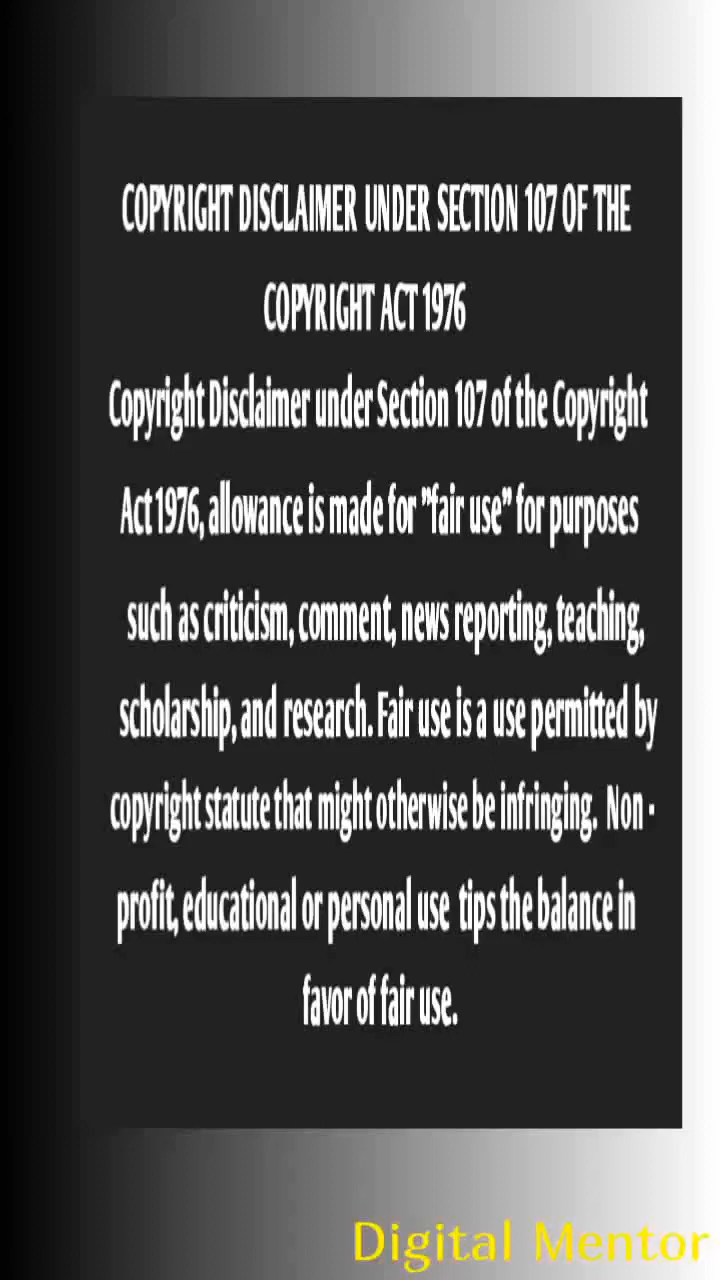 COPYRIGHT DISCLAIMER UNDER SECTION 107 OF THE
COPYRIGHT ACT 1976
Copyright Disclaimer under Section 107 of the Copyright
Act 1976, allowance is made for ”fair use” for purposes
such as criticism, comment, news reporting, teaching,
scholarship, and research. Fair use is a use permitted by
copyright statute that might otherwise be infringing. Non -
profit, educational or personal use tips the balance in
favor of fair use.
Digital Mentor